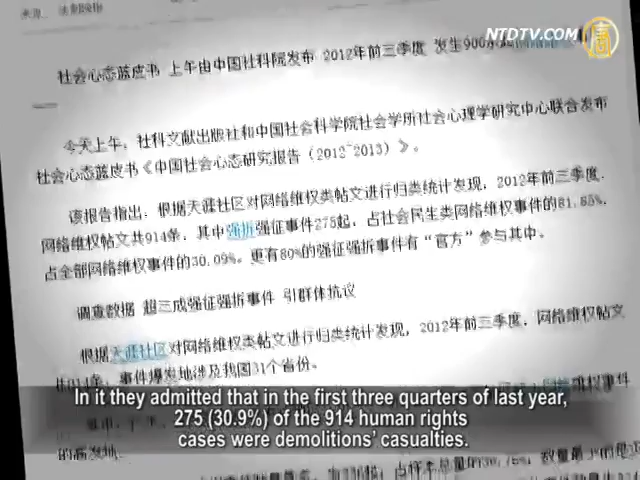 NTDTV.COM
社会心态蓝皮书 上午由中国社科院发布 2012年前三季度 发生900余
今天上午，社科文献出版社和中国社会科学院社会学所社会心理学研究中心联合发布
社会心态蓝皮书《中国社会心态研究报告（2012~2013）》。
该报告指出，根据天涯社区对网络维权类帖文进行归类统计发现，2012年前三季度，
网络维权帖文共914条，其中强拆强征事件275起，占社会民生类网络维权事件的81.85%，
占全部网络维权事件的30.09%。更有80%的强征强拆事件有“官方”参与其中。
调查数据 超三成强征强拆事件 引群体抗议
根据天涯社区对网络维权类帖文进行归类统计发现，2012年前三季度，网络维权帖文
事件爆发地涉及我国31个省份。
In it they admitted that in the first three quarters of last year,
275 (30.9%) of the 914 human rights
cases were demolitions' casualties.